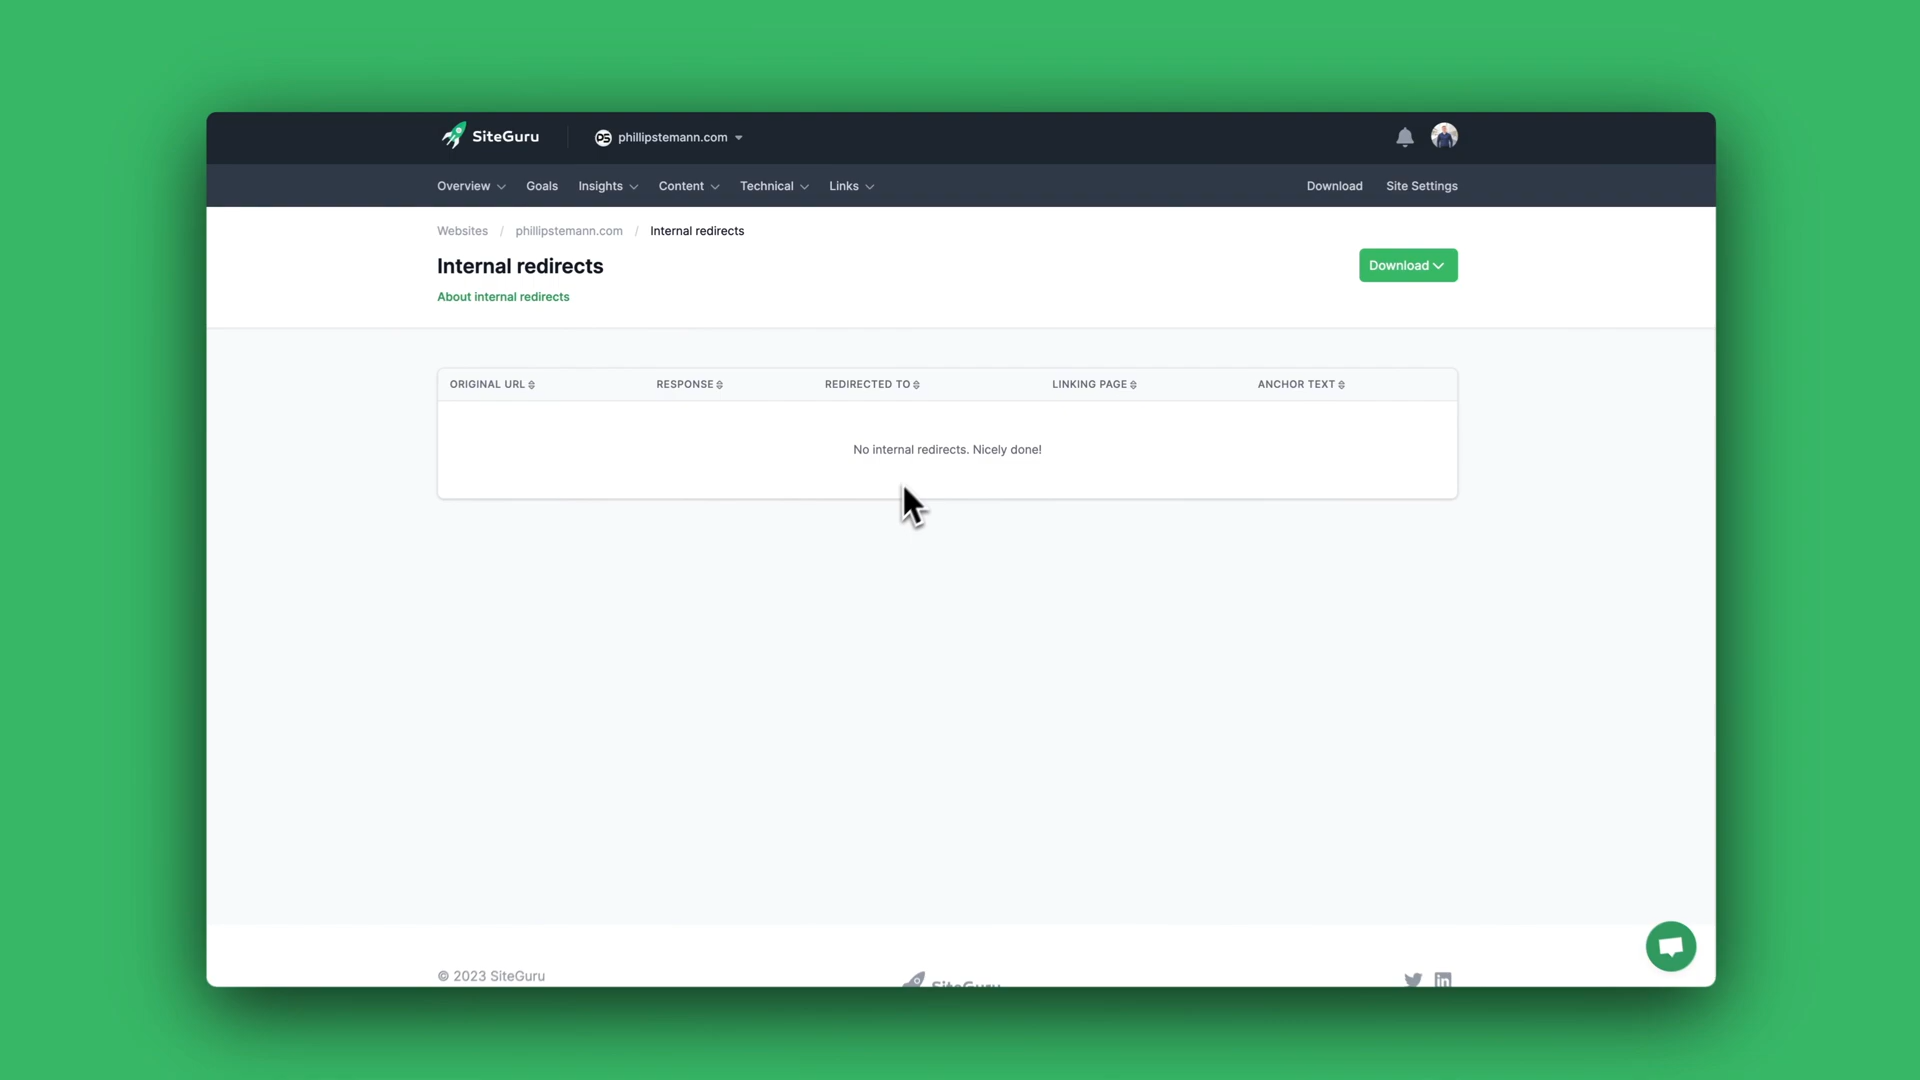 SiteGuru
phillipstemann.com
Overview Goals Insights Content Technical Links Download Site Settings
Websites / phillipstemann.com / Internal redirects
Internal redirects
Download
About internal redirects
ORIGINAL URL RESPONSE REDIRECTED TO LINKING PAGE ANCHOR TEXT
No internal redirects. Nicely done!
© 2023 SiteGuru
SiteGuru